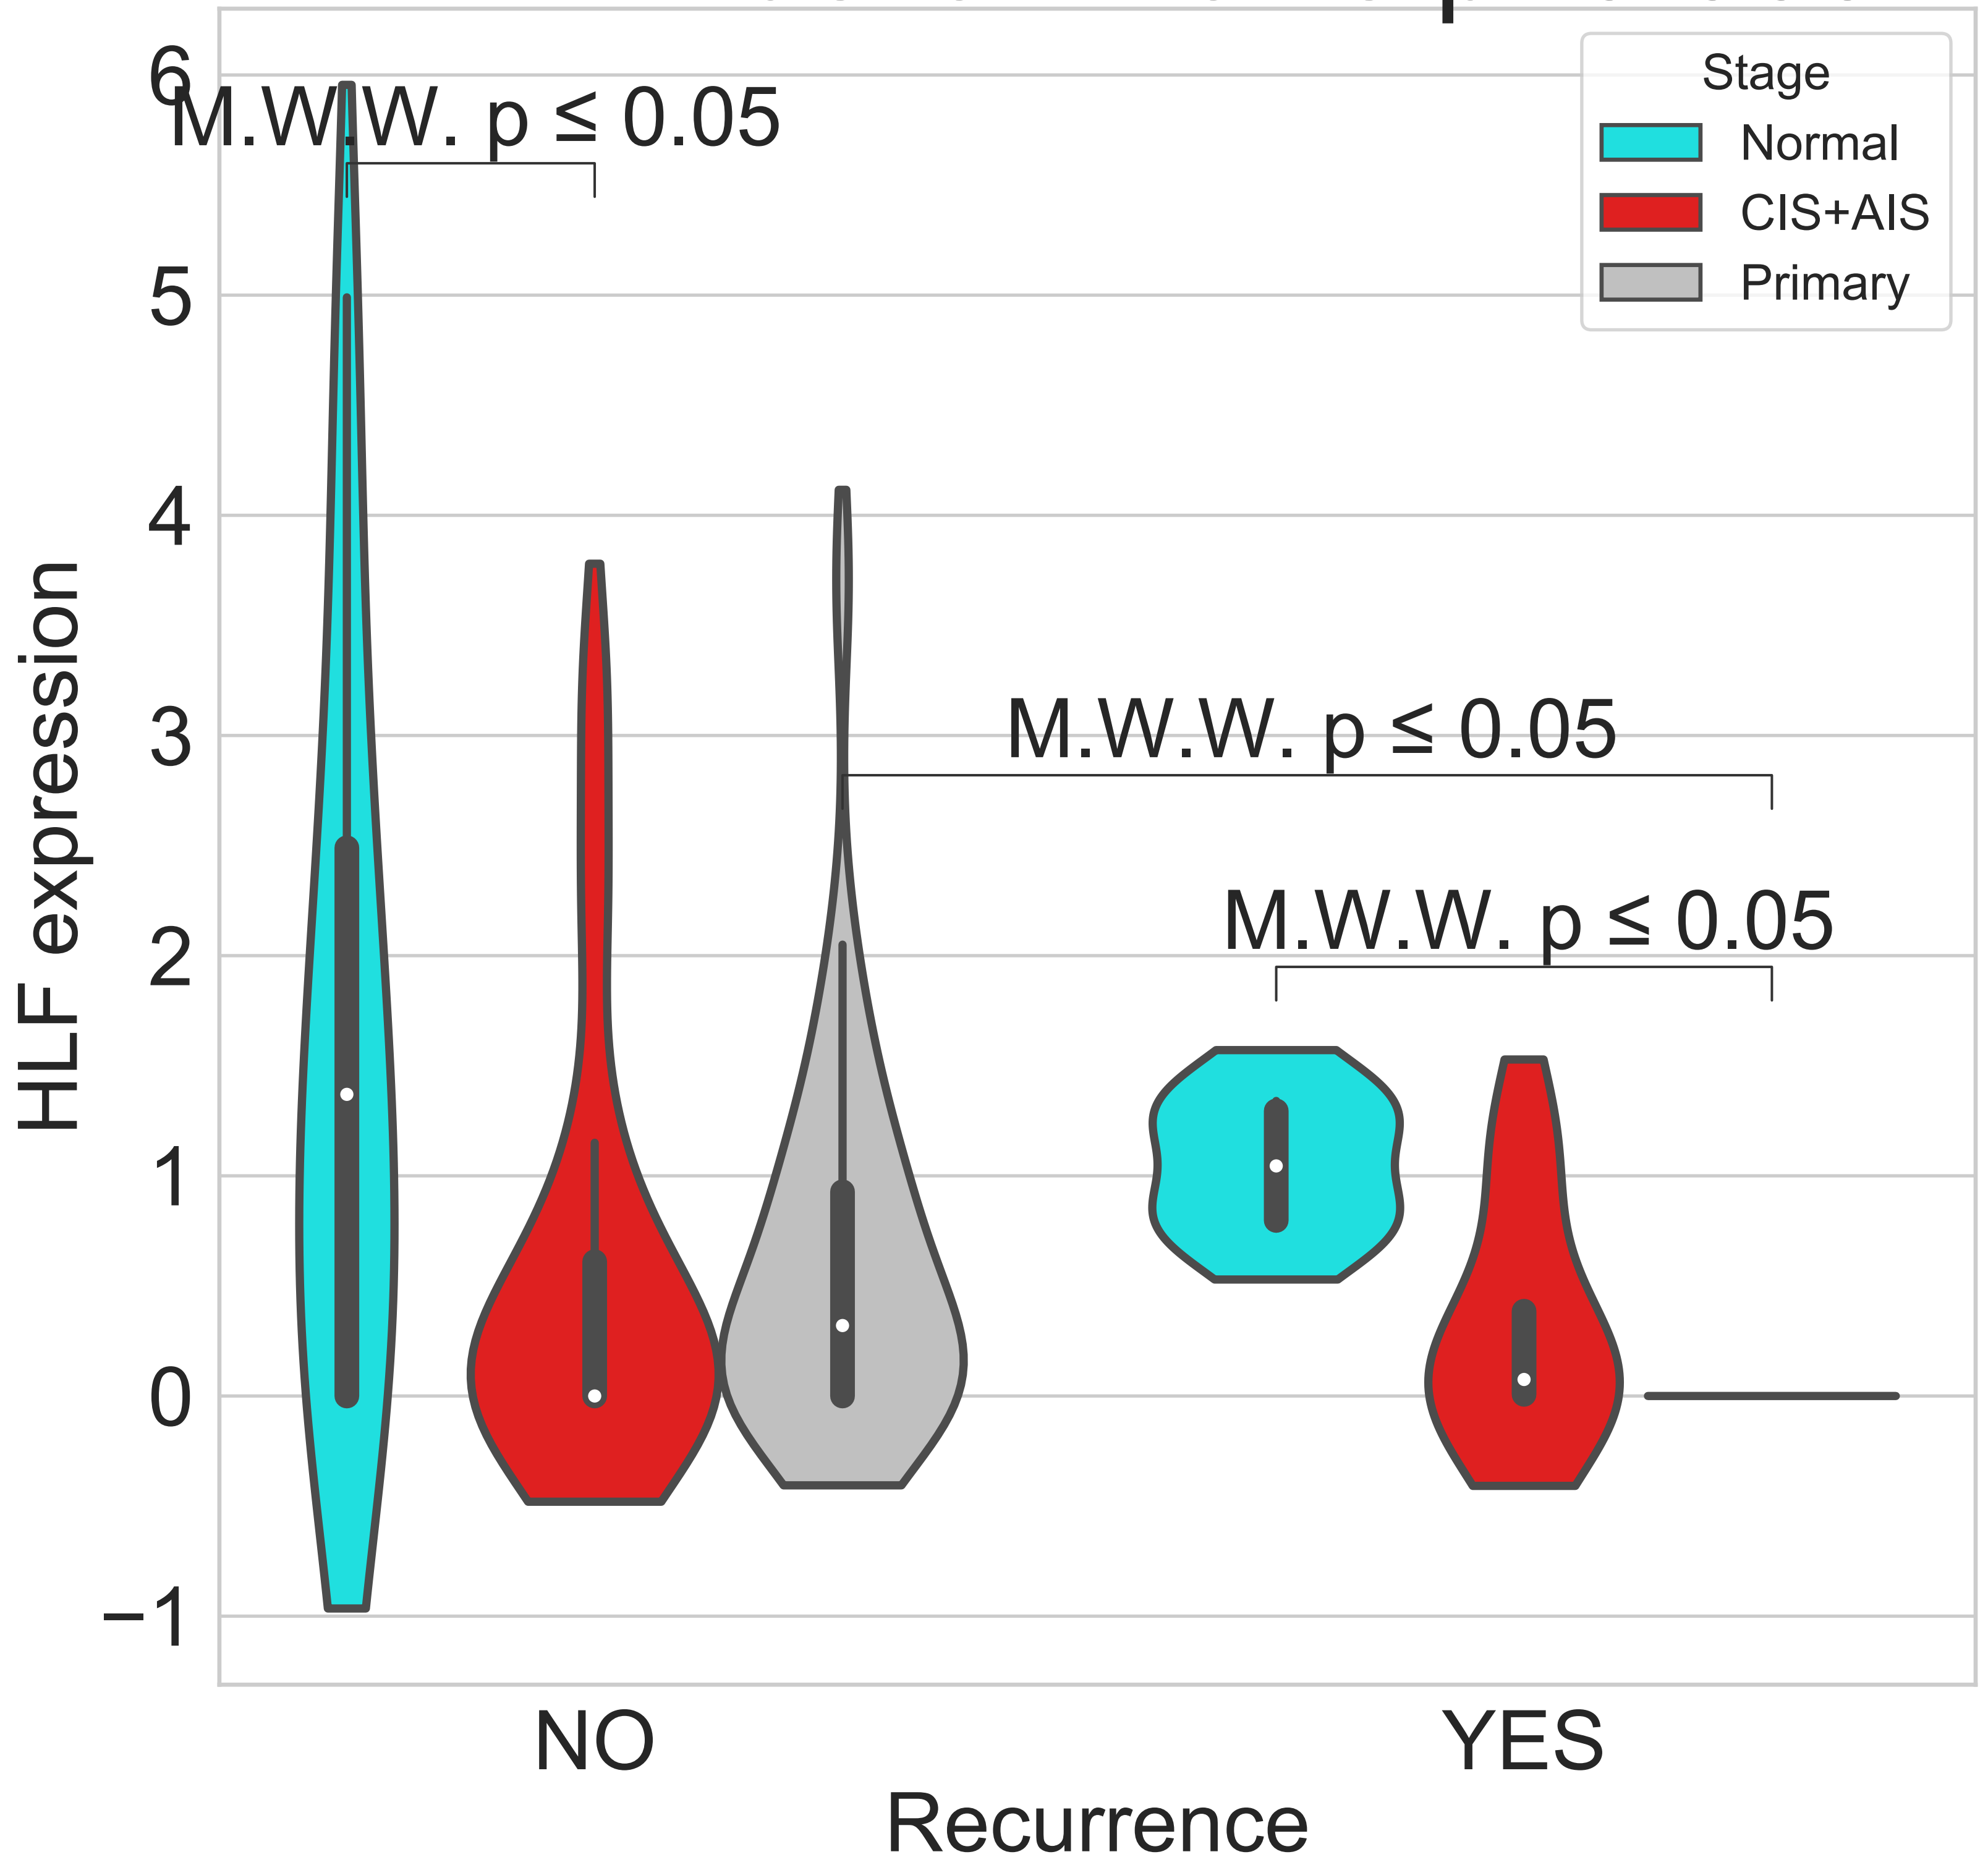 Stage
Normal
CIS+AIS
Primary
6
5
4
3
2
1
0
−1
HLF expression
M.W.W. p ≤ 0.05
M.W.W. p ≤ 0.05
M.W.W. p ≤ 0.05
NO
YES
Recurrence